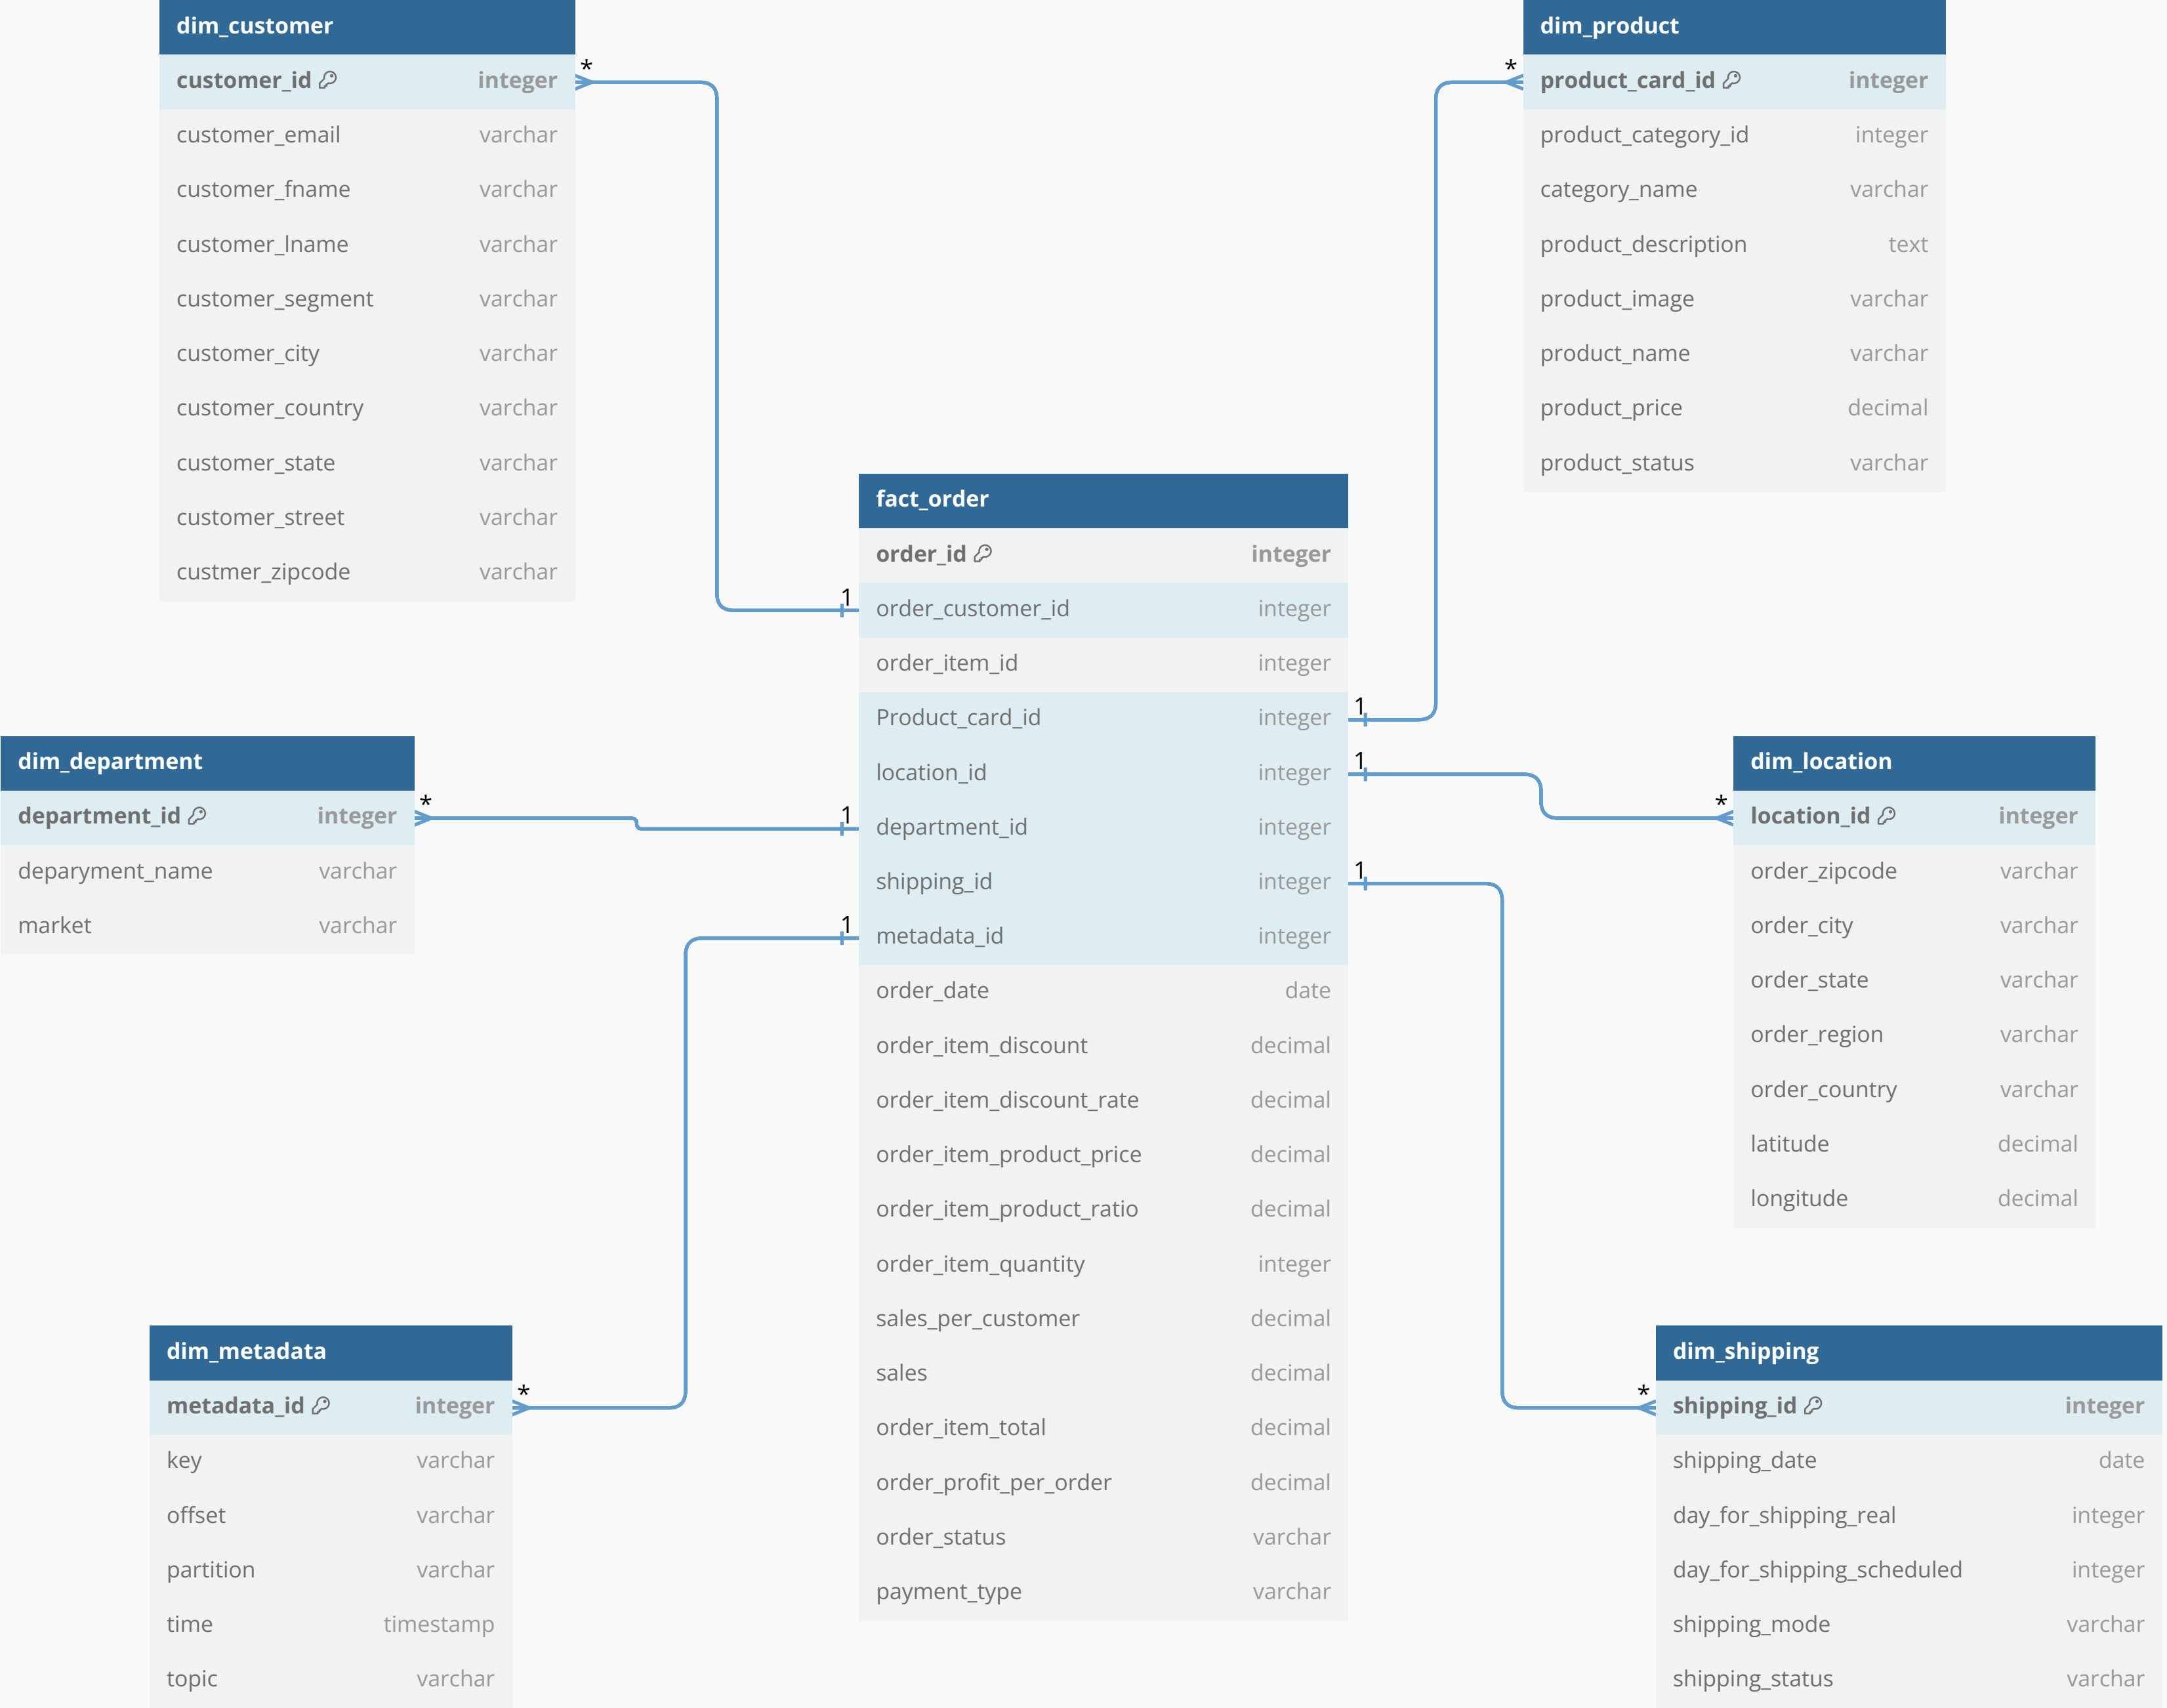 dim_customer
customer_id integer
customer_email varchar
customer_fname varchar
customer_lname varchar
customer_segment varchar
customer_city varchar
customer_country varchar
customer_state varchar
customer_street varchar
custmer_zipcode varchar
*
dim_product
product_card_id integer
product_category_id integer
category_name varchar
product_description text
product_image varchar
product_name varchar
product_price decimal
product_status varchar
*
fact_order
order_id integer
1
order_customer_id integer
order_item_id integer
Product_card_id integer
1
location_id integer
1
1
department_id integer
shipping_id integer
1
1
metadata_id integer
order_date date
order_item_discount decimal
order_item_discount_rate decimal
order_item_product_price decimal
order_item_product_ratio decimal
order_item_quantity integer
sales_per_customer decimal
sales decimal
order_item_total decimal
order_profit_per_order decimal
order_status varchar
payment_type varchar
dim_department
department_id integer
deparyment_name varchar
market varchar
*
dim_location
location_id integer
order_zipcode varchar
order_city varchar
order_state varchar
order_region varchar
order_country varchar
latitude decimal
longitude decimal
*
dim_metadata
metadata_id integer
key varchar
offset varchar
partition varchar
time timestamp
topic varchar
*
dim_shipping
shipping_id integer
shipping_date date
day_for_shipping_real integer
day_for_shipping_scheduled integer
shipping_mode varchar
shipping_status varchar
*